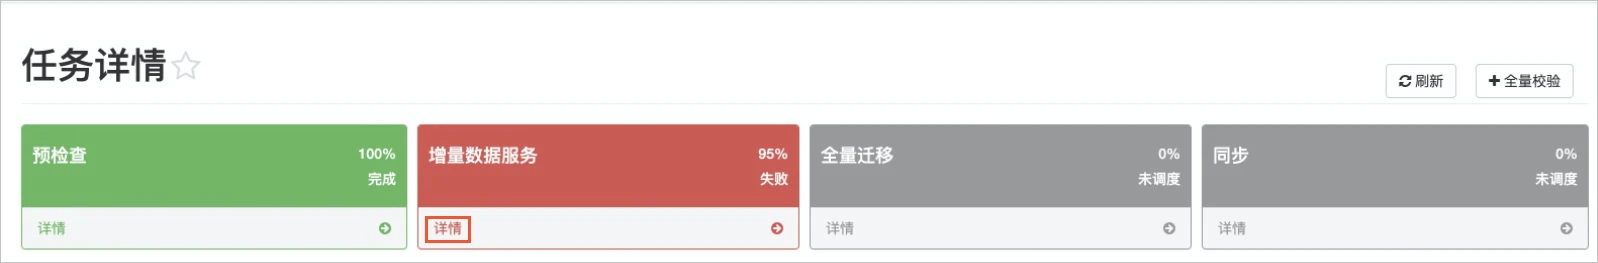 任务详情
刷新
全量校验
预检查
100%
完成
详情
增量数据服务
95%
失败
详情
全量迁移
0%
未调度
详情
同步
0%
未调度
详情